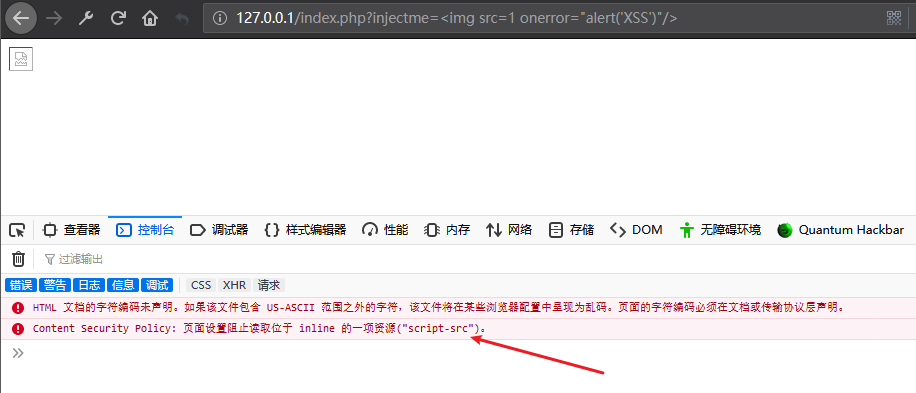 127.0.0.1/index.php?injectme=<img src=1 onerror="alert('XSS')"/>
查看器 控制台 调试器 样式编辑器 性能 内存 网络 存储 DOM 无障碍环境 Quantum Hackbar
过滤输出
错误 警告 日志 信息 调试 CSS XHR 请求
HTML 文档的字符编码未声明。如果该文件包含 US-ASCII 范围之外的字符，该文件将在某些浏览器配置中呈现为乱码。页面的字符编码必须在文档或传输协议层声明。
Content Security Policy: 页面设置阻止读取位于 inline 的一项资源("script-src")。